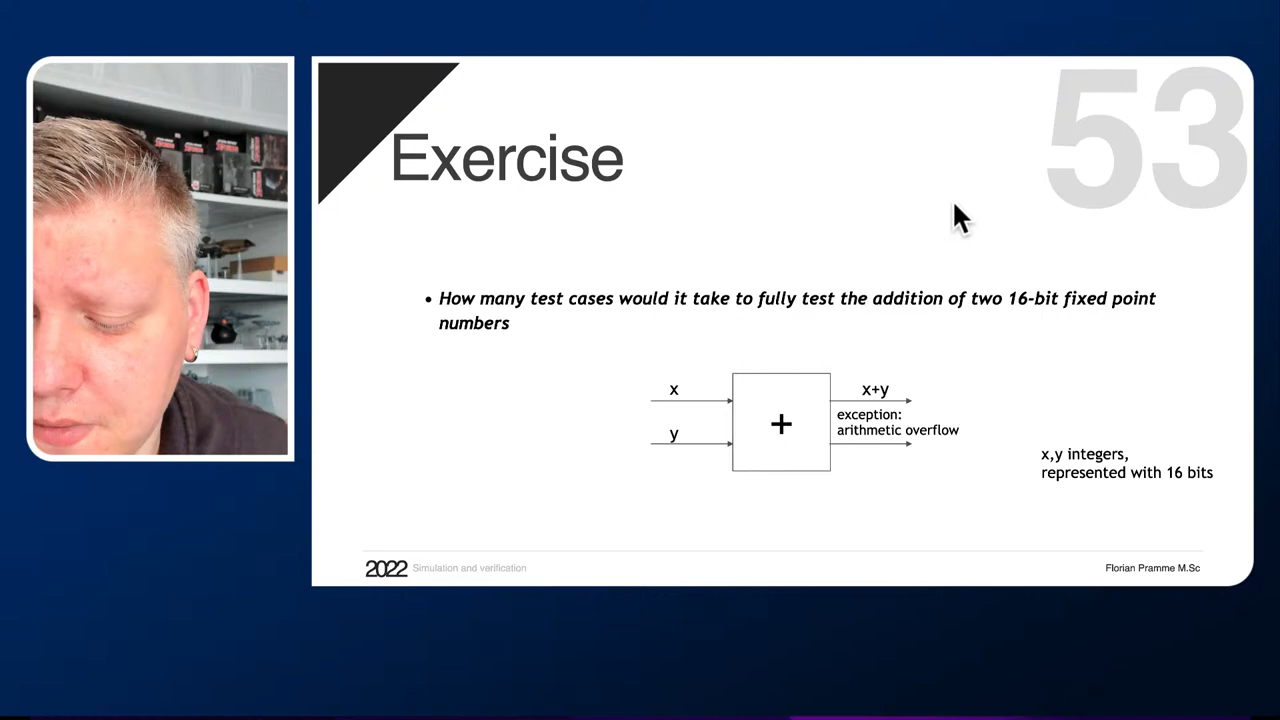 53
Exercise
• How many test cases would it take to fully test the addition of two 16-bit fixed point
numbers
x
x+y
exception:
arithmetic overflow
y
+
x,y integers,
represented with 16 bits
2022 Simulation and verification
Florian Pramme M.Sc